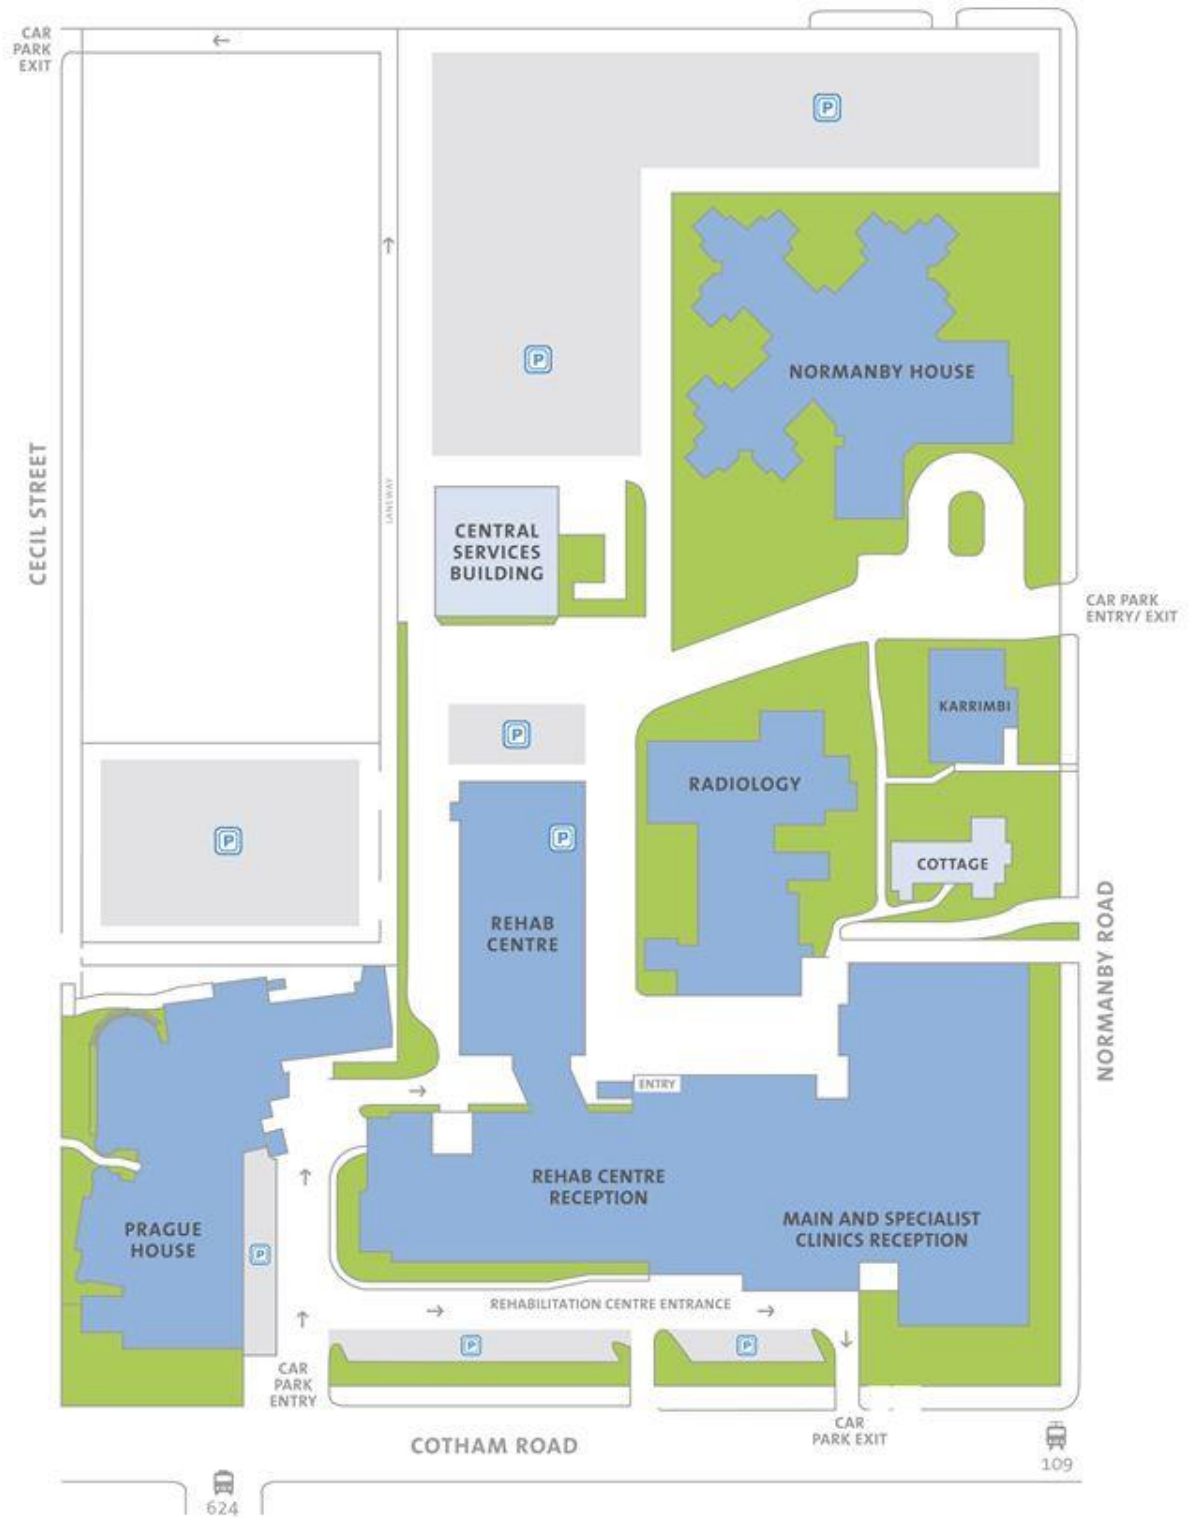 CAR
PARK
EXIT
P
P
NORMANBY HOUSE
CECIL STREET
LANEWAY
CENTRAL
SERVICES
BUILDING
CAR PARK
ENTRY/ EXIT
KARRIMBI
P
RADIOLOGY
P
P
COTTAGE
REHAB
CENTRE
NORMANBY ROAD
ENTRY
REHAB CENTRE
RECEPTION
MAIN AND SPECIALIST
CLINICS RECEPTION
PRAGUE
HOUSE
P
REHABILITATION CENTRE ENTRANCE
P
P
CAR
PARK
ENTRY
CAR
PARK EXIT
COTHAM ROAD
109
624